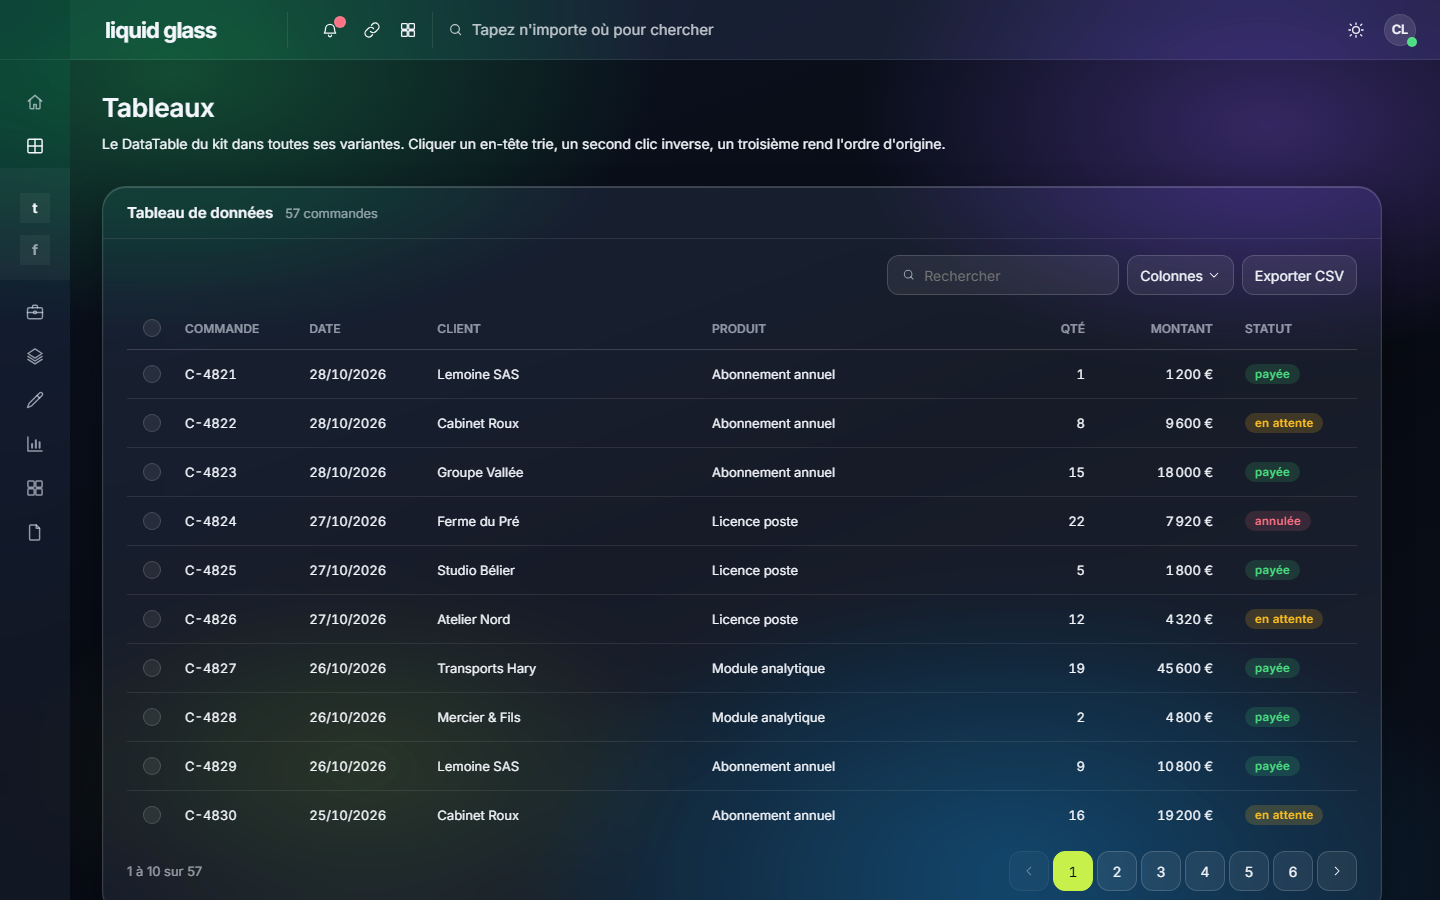 liquid glass
Tapez n'importe où pour chercher
CL
Tableaux
Le DataTable du kit dans toutes ses variantes. Cliquer un en-tête trie, un second clic inverse, un troisième rend l'ordre d'origine.
t
f
Tableau de données 57 commandes
Rechercher Colonnes Exporter CSV
COMMANDE DATE CLIENT PRODUIT QTÉ MONTANT STATUT
C-4821 28/10/2026 Lemoine SAS Abonnement annuel 1 1 200 € payée
C-4822 28/10/2026 Cabinet Roux Abonnement annuel 8 9 600 € en attente
C-4823 28/10/2026 Groupe Vallée Abonnement annuel 15 18 000 € payée
C-4824 27/10/2026 Ferme du Pré Licence poste 22 7 920 € annulée
C-4825 27/10/2026 Studio Bélier Licence poste 5 1 800 € payée
C-4826 27/10/2026 Atelier Nord Licence poste 12 4 320 € en attente
C-4827 26/10/2026 Transports Hary Module analytique 19 45 600 € payée
C-4828 26/10/2026 Mercier & Fils Module analytique 2 4 800 € payée
C-4829 26/10/2026 Lemoine SAS Abonnement annuel 9 10 800 € payée
C-4830 25/10/2026 Cabinet Roux Abonnement annuel 16 19 200 € en attente
1 à 10 sur 57 1 2 3 4 5 6